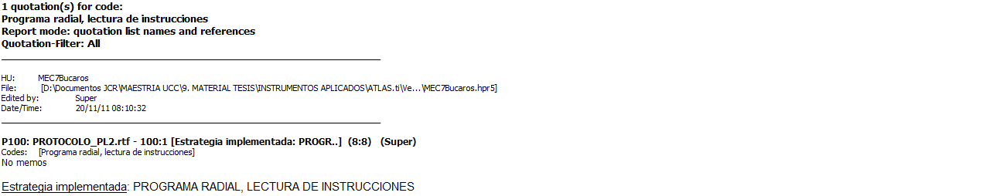 1 quotation(s) for code:
Programa radial, lectura de instrucciones
Report mode: quotation list names and references
Quotation-Filter: All
HU: MEC7Bucaros
File: [D:\Documentos JCR\MAESTRIA UCC\9. MATERIAL TESIS\INSTRUMENTOS APLICADOS\ATLAS.ti\Ve...\MEC7Bucaros.hpr5]
Edited by: Super
Date/Time: 20/11/11 08:10:32
P100: PROTOCOLO_PL2.rtf - 100:1 [Estrategia implementada: PROGR..] (8:8) (Super)
Codes: [Programa radial, lectura de instrucciones]
No memos
Estrategia implementada: PROGRAMA RADIAL, LECTURA DE INSTRUCCIONES